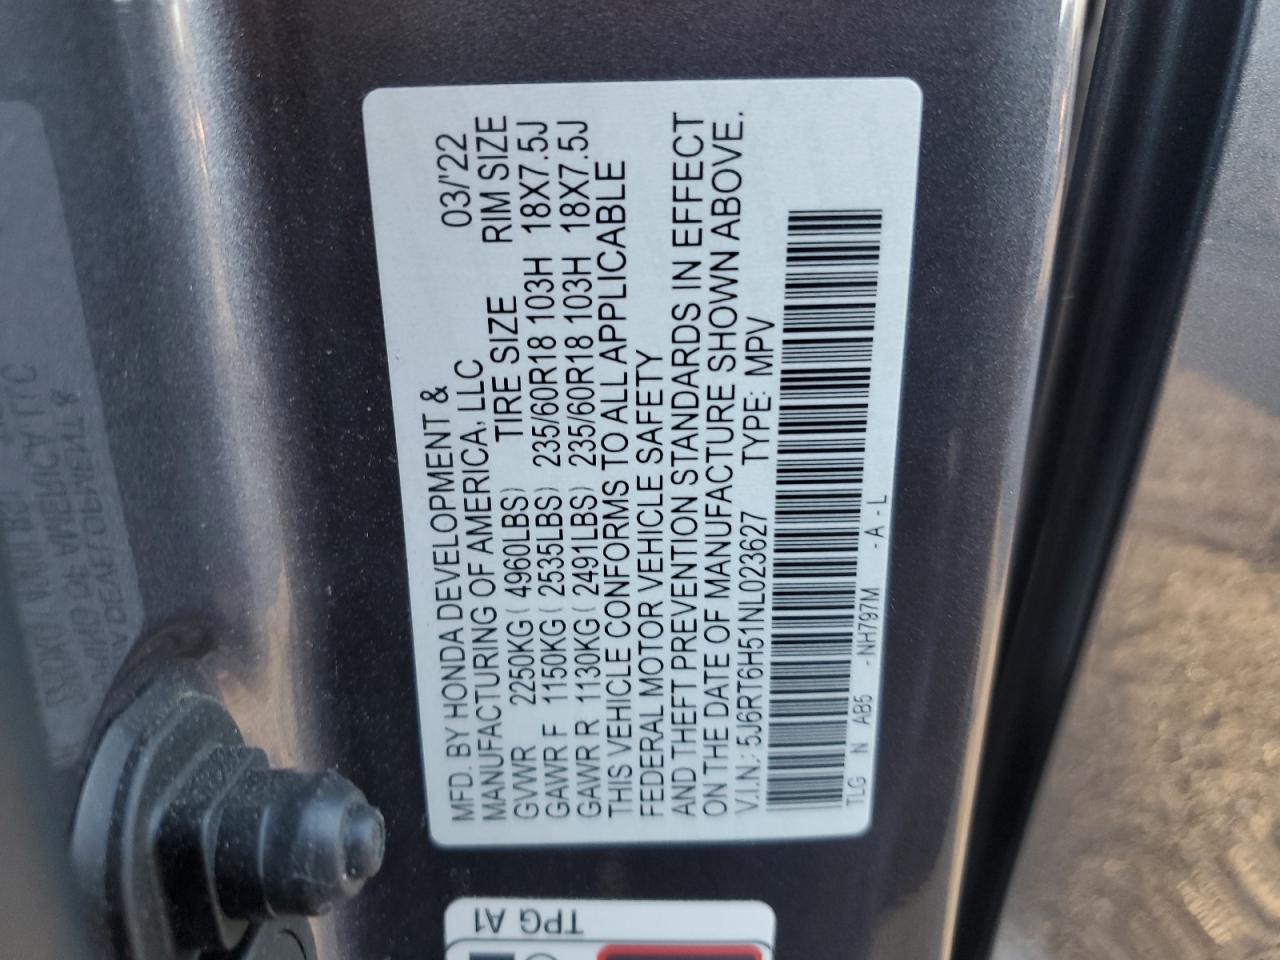 MFD. BY HONDA DEVELOPMENT &
MANUFACTURING OF AMERICA, LLC 03/'22
TIRE SIZE RIM SIZE
GVWR 2250KG ( 4960LBS)
GAWR F 1150KG ( 2535LBS) 235/60R18 103H 18X7.5J
GAWR R 1130KG ( 2491LBS) 235/60R18 103H 18X7.5J
THIS VEHICLE CONFORMS TO ALL APPLICABLE
FEDERAL MOTOR VEHICLE SAFETY
AND THEFT PREVENTION STANDARDS IN EFFECT
ON THE DATE OF MANUFACTURE SHOWN ABOVE.
V.I.N.: 5J6RT6H51NL023627 TYPE: MPV
TLG N AB5 -NH797M -A-L
TPG A1